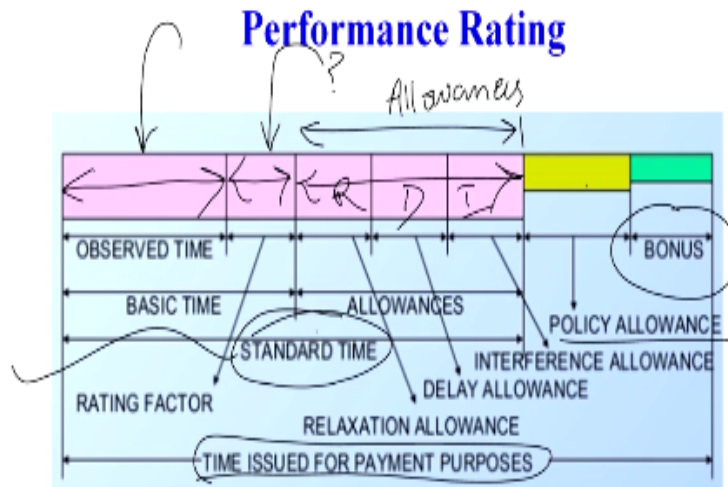 Performance Rating
?
Allowances
R D I
OBSERVED TIME
BONUS
BASIC TIME
ALLOWANCES
POLICY ALLOWANCE
STANDARD TIME
INTERFERENCE ALLOWANCE
RATING FACTOR
DELAY ALLOWANCE
RELAXATION ALLOWANCE
TIME ISSUED FOR PAYMENT PURPOSES